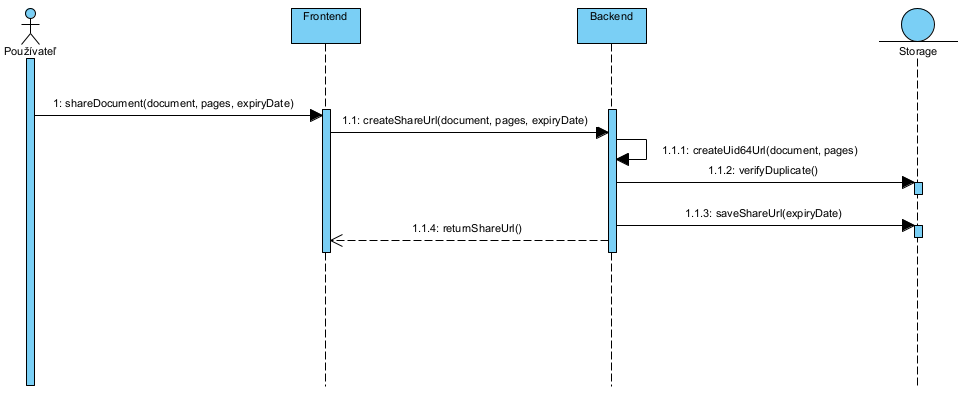 Používateľ
Frontend
Backend
Storage
1: shareDocument(document, pages, expiryDate)
1.1: createShareUrl(document, pages, expiryDate)
1.1.1: createUid64Url(document, pages)
1.1.2: verifyDuplicate()
1.1.3: saveShareUrl(expiryDate)
1.1.4: returnShareUrl()